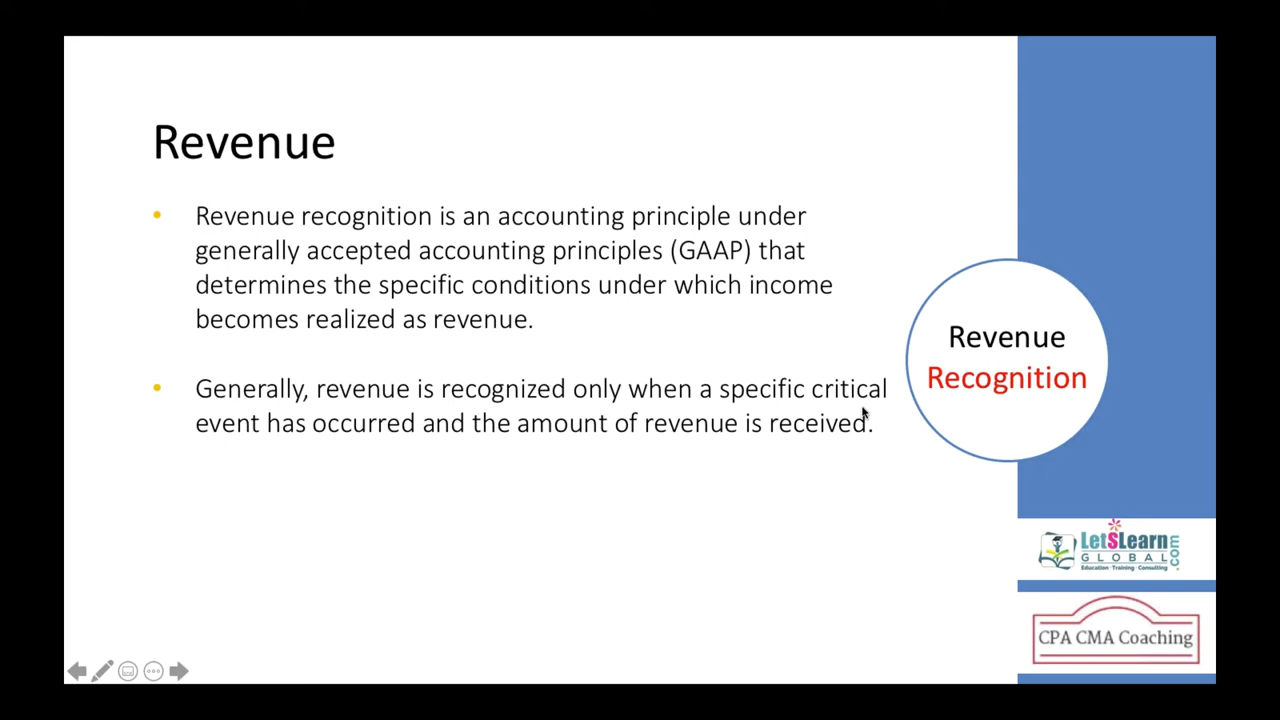 Revenue
• Revenue recognition is an accounting principle under
generally accepted accounting principles (GAAP) that
determines the specific conditions under which income
becomes realized as revenue.
• Generally, revenue is recognized only when a specific critical
event has occurred and the amount of revenue is received.
Revenue
Recognition
LetSLearn
GLOBAL
.com
Education · Training · Consulting
CPA CMA Coaching